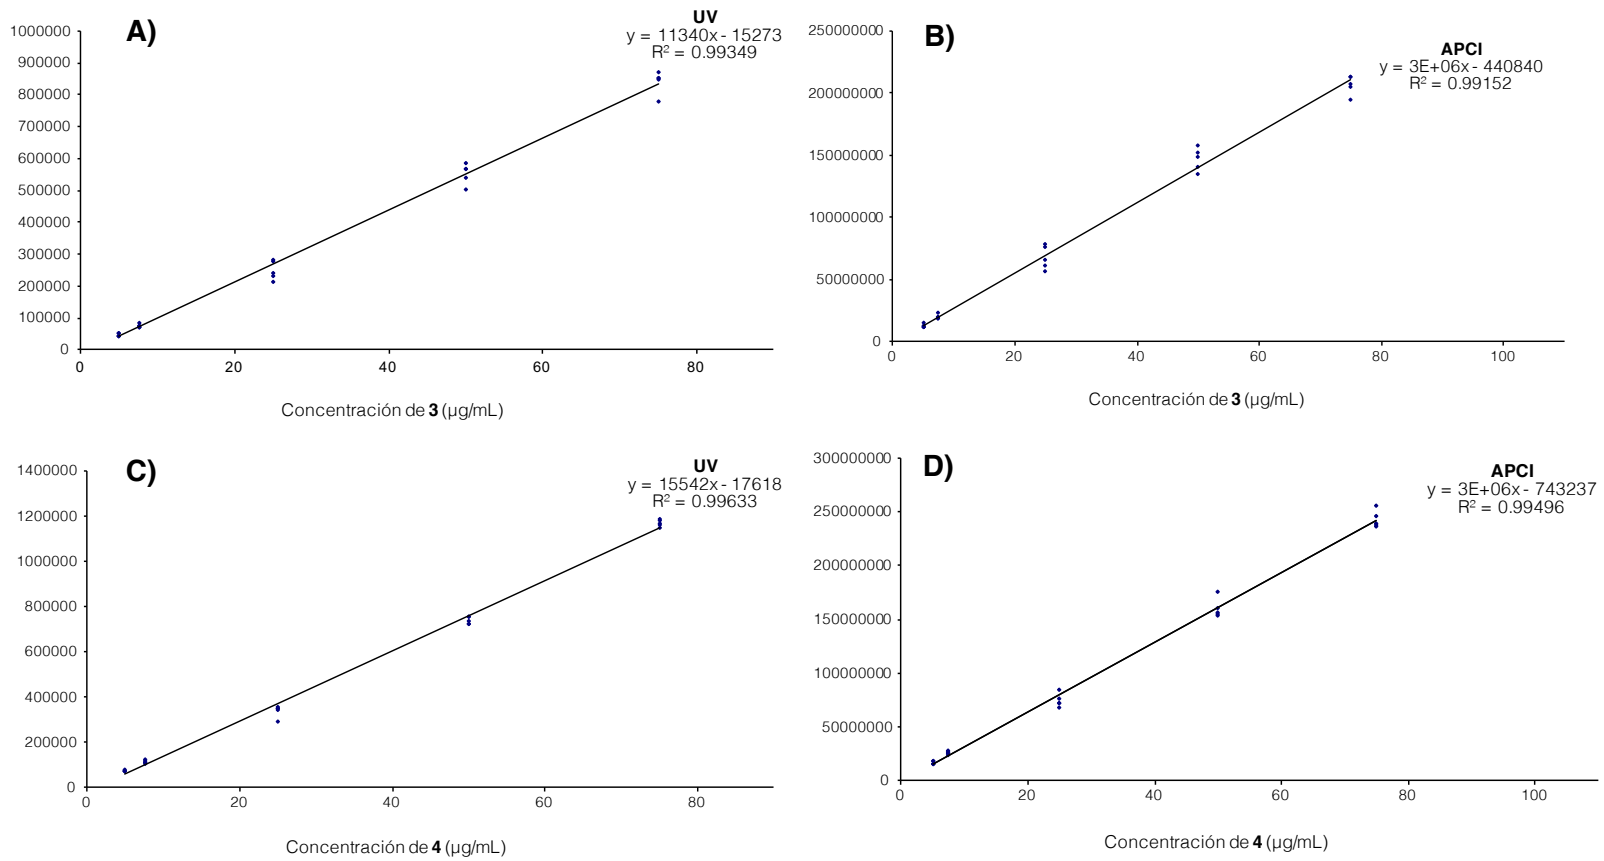 A)
UV
y = 11340x - 15273
R² = 0.99349
1000000
900000
800000
700000
600000
500000
400000
300000
200000
100000
0
0 20 40 60 80
Concentración de 3 (µg/mL)
B)
APCI
y = 3E+06x - 440840
R² = 0.99152
250000000
200000000
150000000
100000000
50000000
0
0 20 40 60 80 100
Concentración de 3 (µg/mL)
C)
UV
y = 15542x - 17618
R² = 0.99633
1400000
1200000
1000000
800000
600000
400000
200000
0
0 20 40 60 80
Concentración de 4 (µg/mL)
D)
APCI
y = 3E+06x - 743237
R² = 0.99496
300000000
250000000
200000000
150000000
100000000
50000000
0
0 20 40 60 80 100
Concentración de 4 (µg/mL)